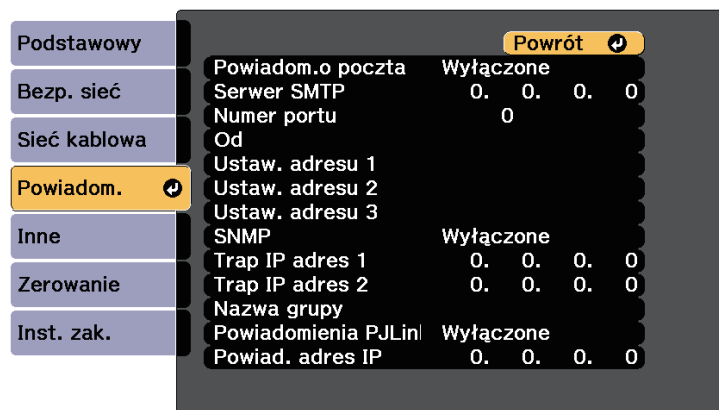 Podstawowy
Bezp. sieć
Sieć kablowa
Powiadom.
Inne
Zerowanie
Inst. zak.
Powrót
Powiadom.o poczta Wyłączone
Serwer SMTP 0. 0. 0. 0
Numer portu 0
Od
Ustaw. adresu 1
Ustaw. adresu 2
Ustaw. adresu 3
SNMP Wyłączone
Trap IP adres 1 0. 0. 0. 0
Trap IP adres 2 0. 0. 0. 0
Nazwa grupy
Powiadomienia PJLinl Wyłączone
Powiad. adres IP 0. 0. 0. 0